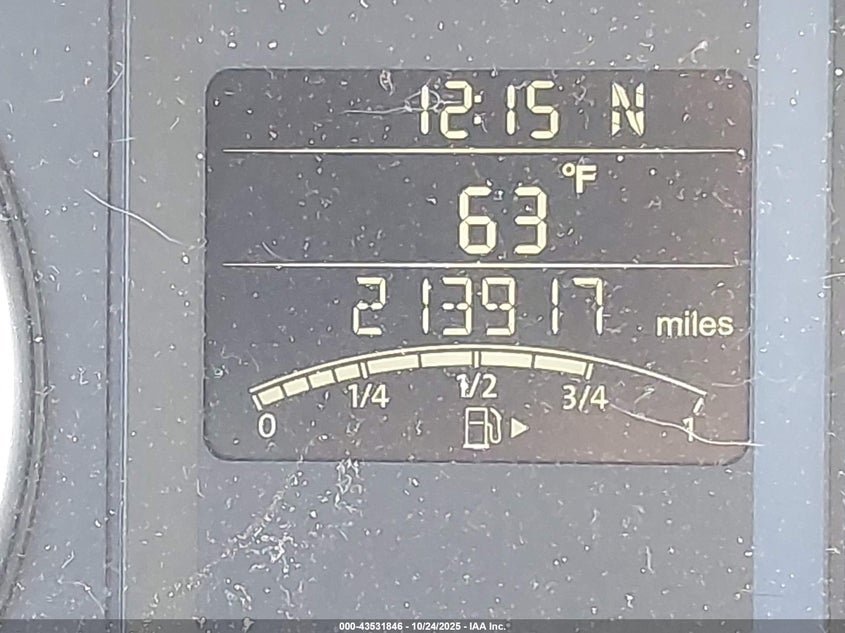 12:15 N
°F
63
213917 miles
0 1/4 1/2 3/4 1
000-43531846 - 10/24/2025 - IAA Inc.